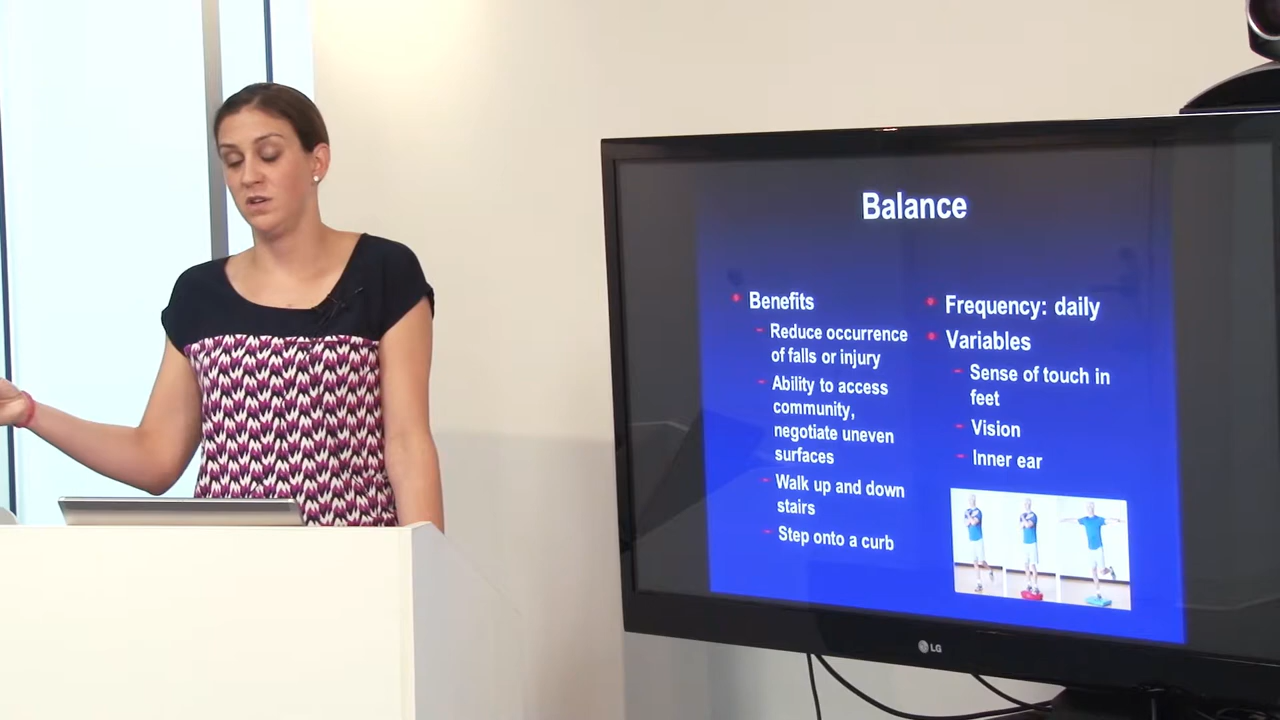 Balance
• Benefits
- Reduce occurrence
of falls or injury
- Ability to access
community,
negotiate uneven
surfaces
- Walk up and down
stairs
- Step onto a curb
• Frequency: daily
• Variables
- Sense of touch in
feet
- Vision
- Inner ear
LG